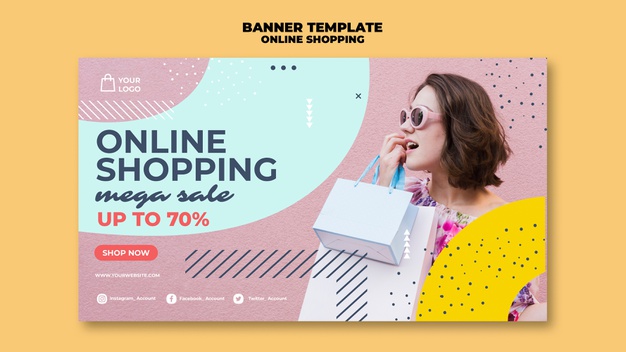 BANNER TEMPLATE
ONLINE SHOPPING
YOUR
LOGO
ONLINE
SHOPPING
mega sale
UP TO 70%
SHOP NOW
WWW.YOURWEBSITE.COM
Instagram_Account
Facebook_Account
Twitter_Account